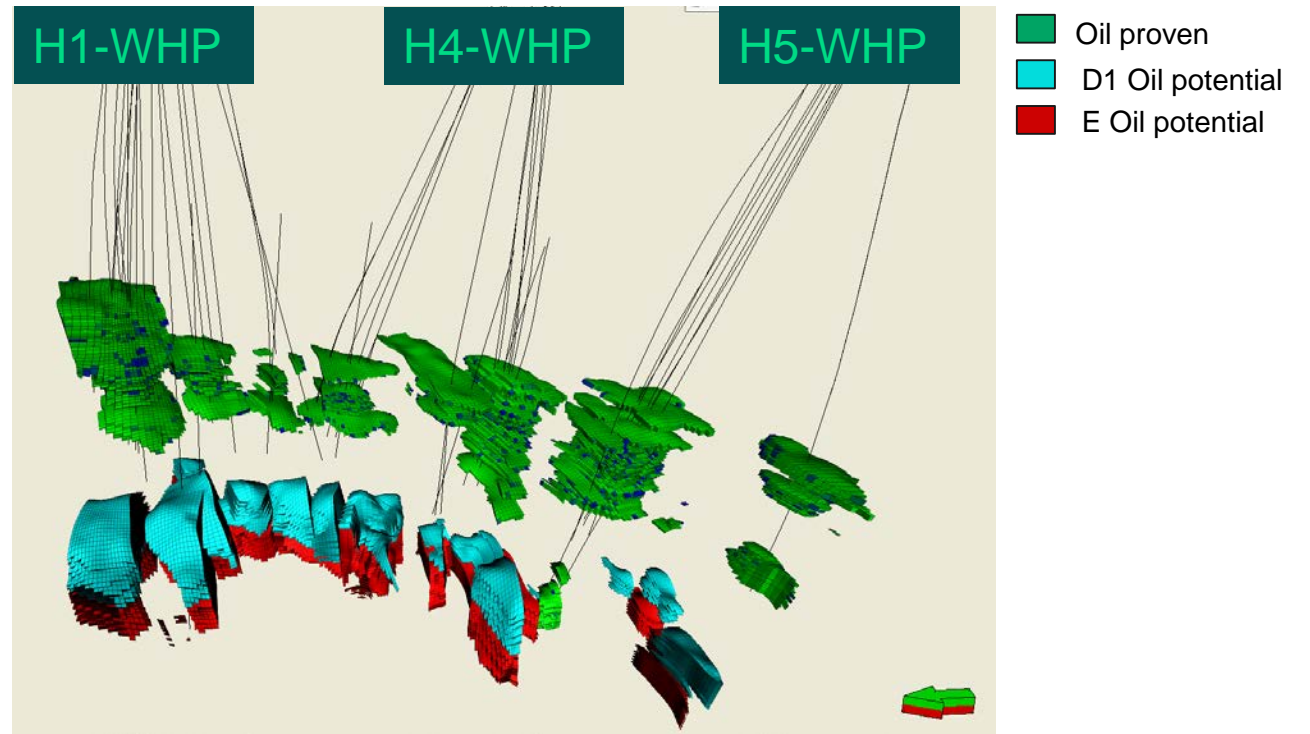 H1-WHP
H4-WHP
H5-WHP
Oil proven
D1 Oil potential
E Oil potential